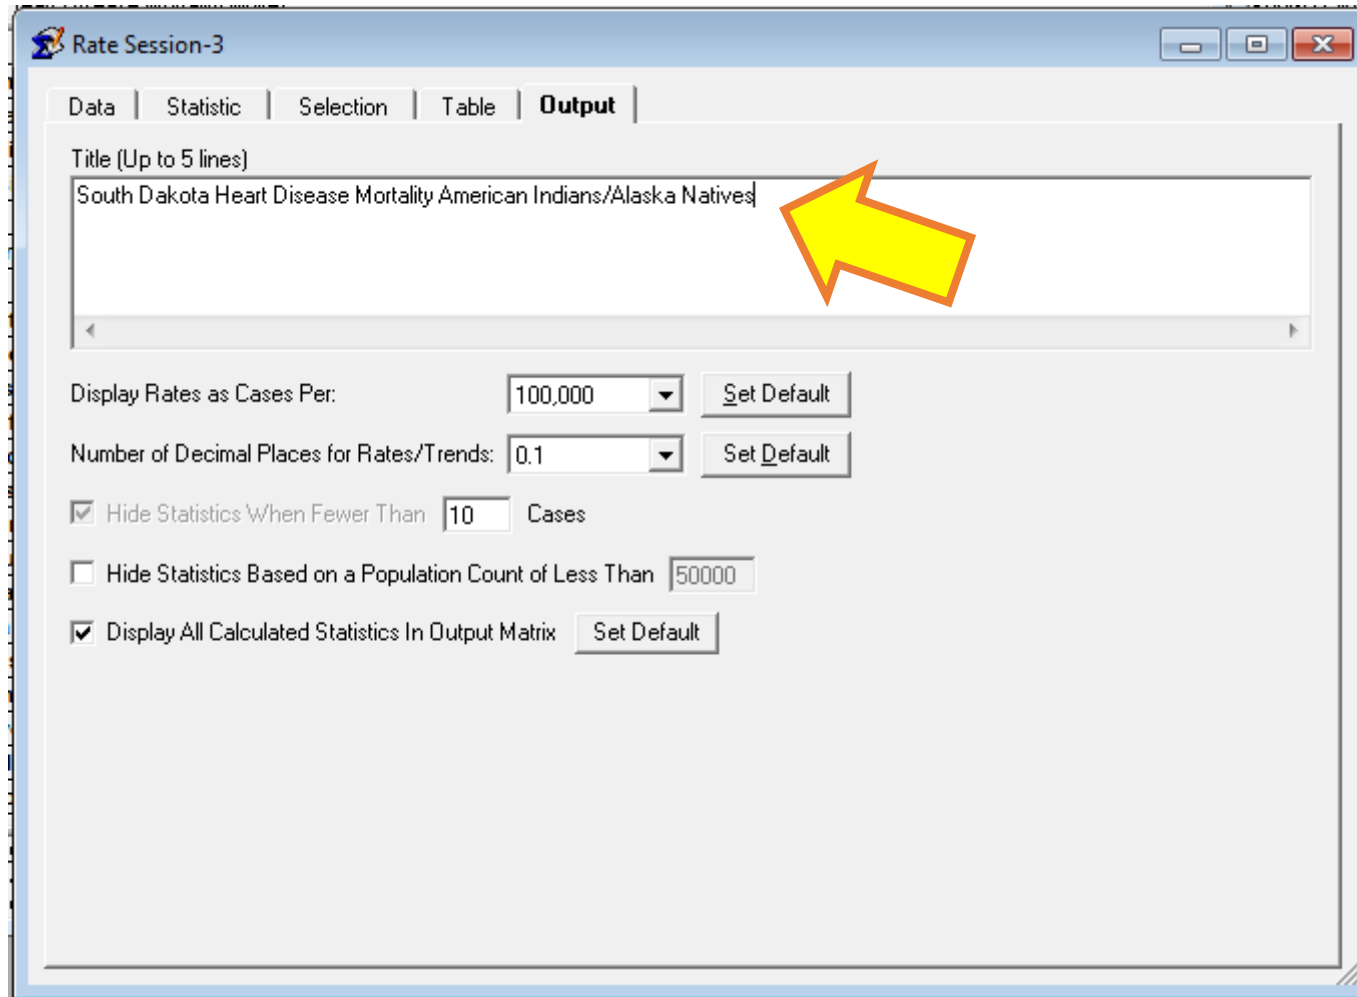 Rate Session-3
Data Statistic Selection Table Output
Title (Up to 5 lines)
South Dakota Heart Disease Mortality American Indians/Alaska Natives
Display Rates as Cases Per: 100,000 Set Default
Number of Decimal Places for Rates/Trends: 0.1 Set Default
Hide Statistics When Fewer Than 10 Cases
Hide Statistics Based on a Population Count of Less Than 50000
Display All Calculated Statistics In Output Matrix Set Default